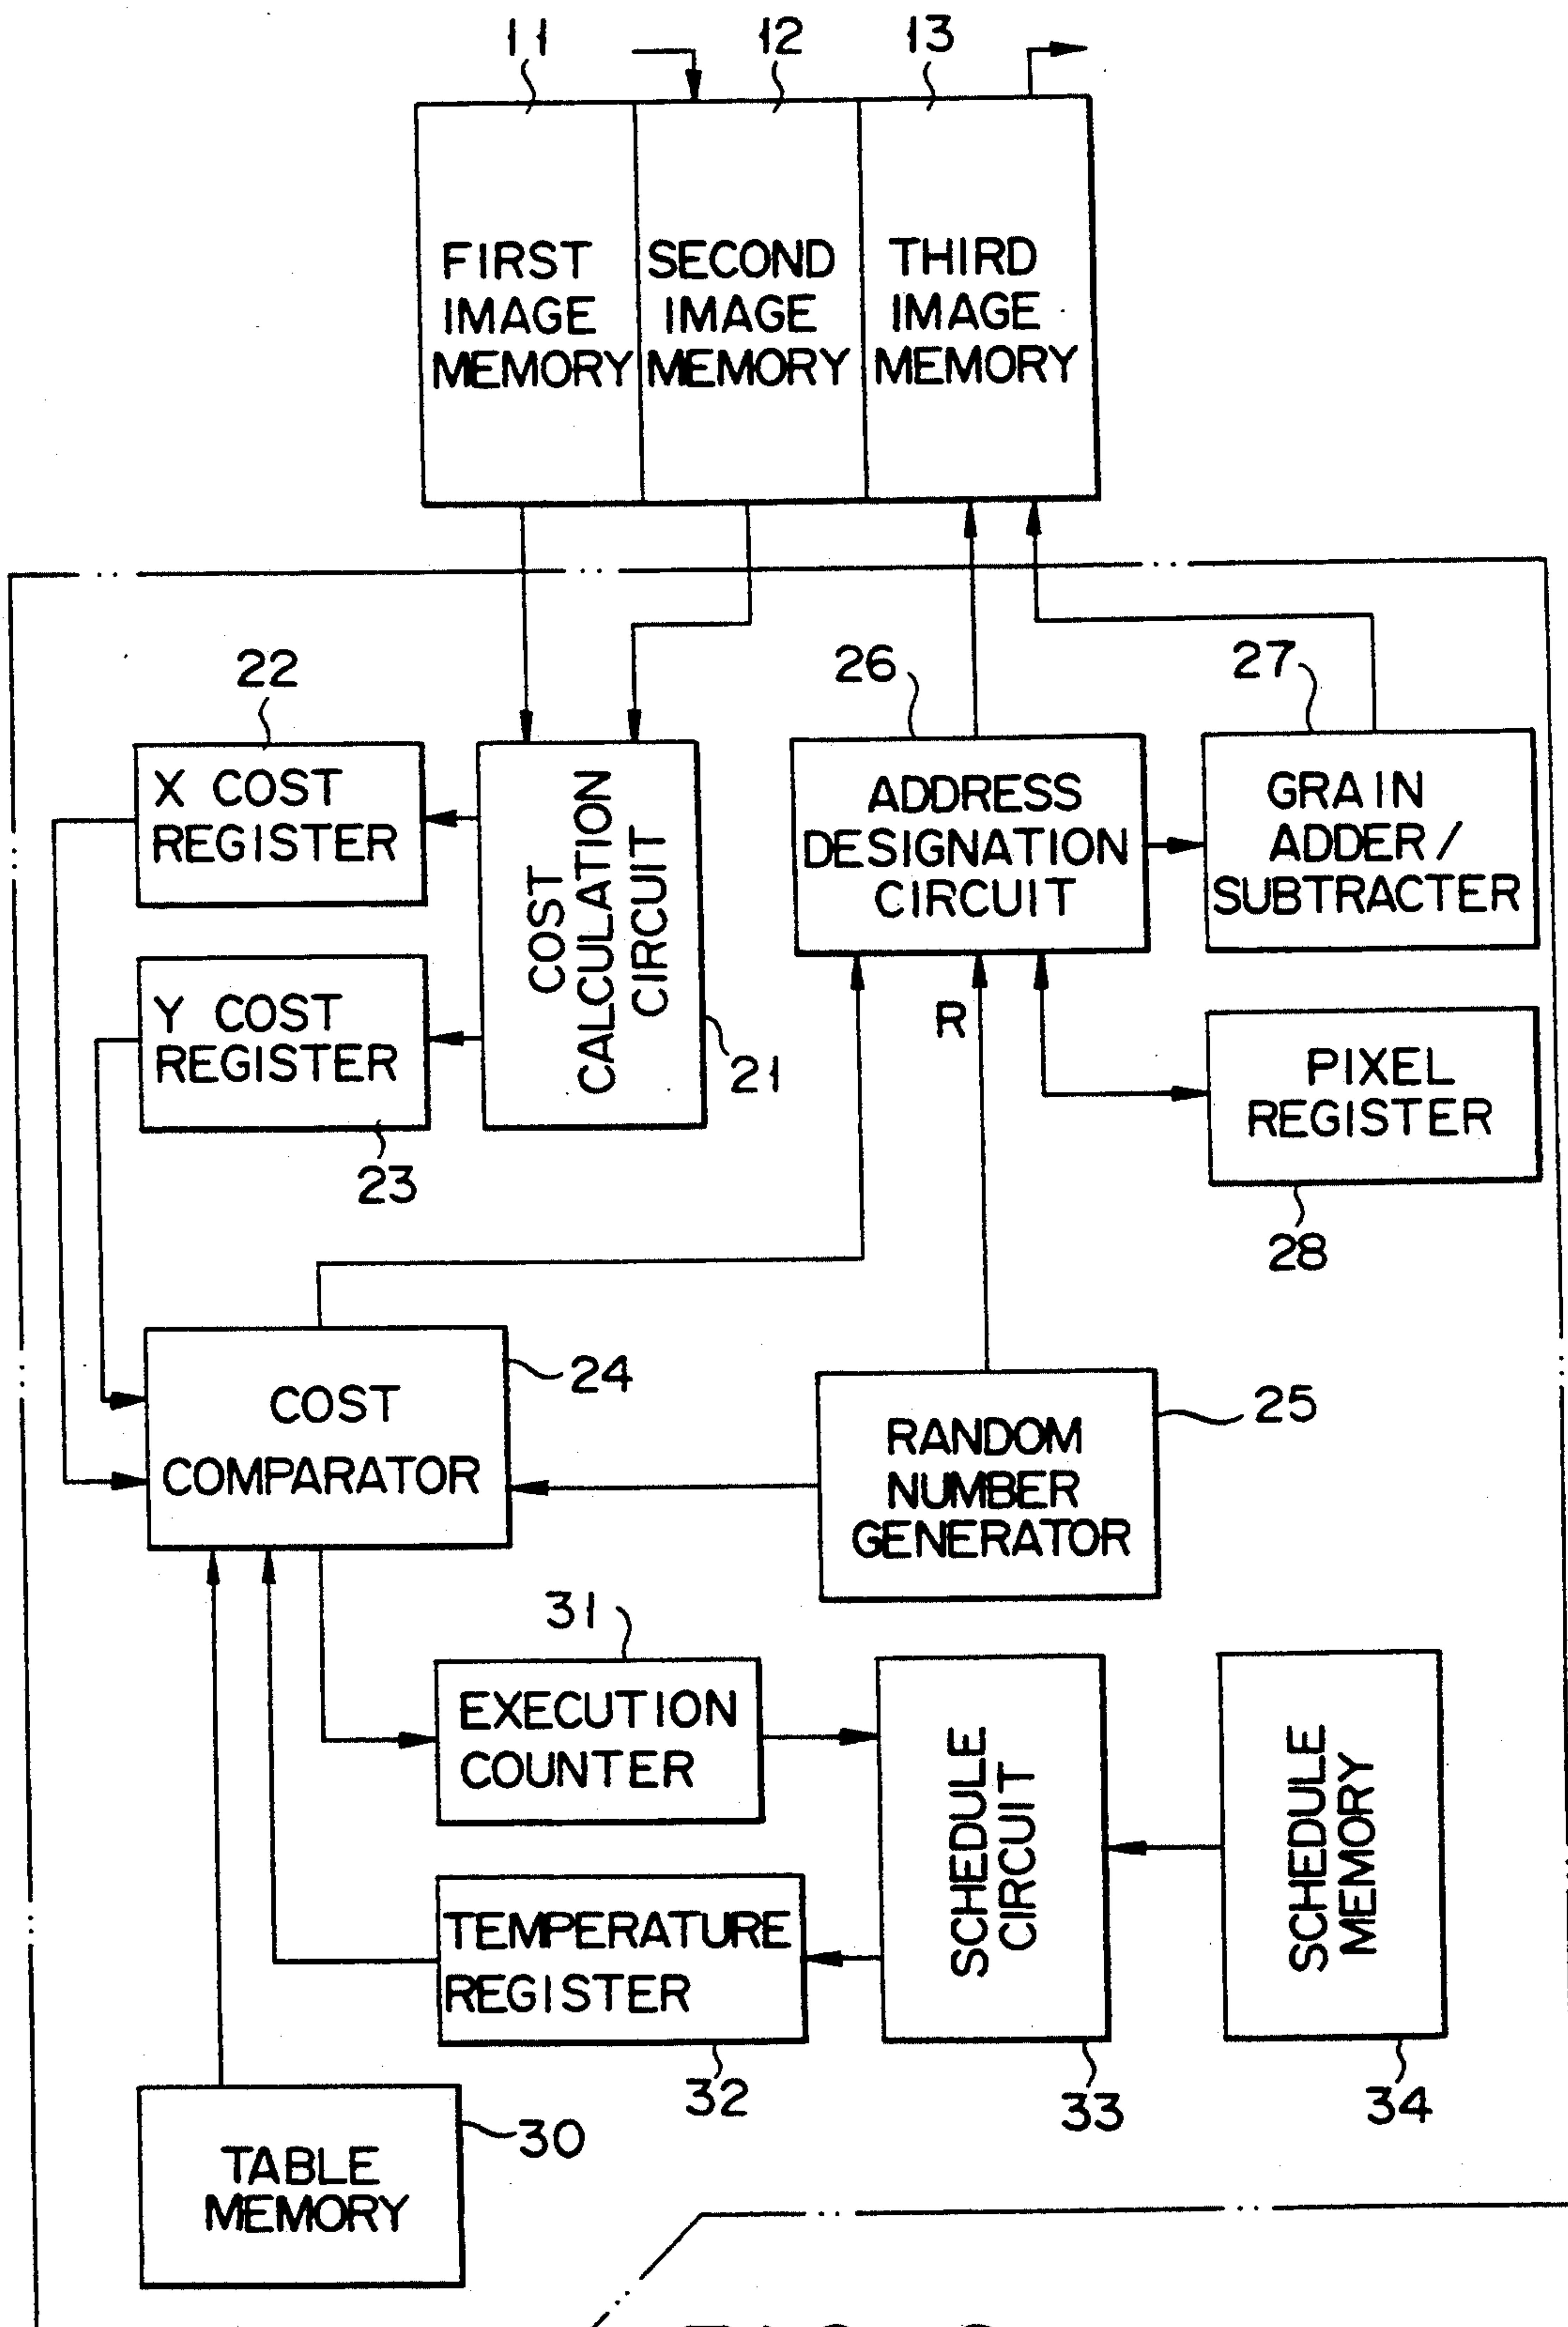 11
12
13
FIRST
IMAGE
MEMORY
SECOND
IMAGE
MEMORY
THIRD
IMAGE
MEMORY
22
26
27
X COST
REGISTER
COST
CALCULATION
CIRCUIT
ADDRESS
DESIGNATION
CIRCUIT
GRAIN
ADDER/
SUBTRACTER
Y COST
REGISTER
R
21
PIXEL
REGISTER
23
28
COST
COMPARATOR
24
RANDOM
NUMBER
GENERATOR
25
31
EXECUTION
COUNTER
SCHEDULE
CIRCUIT
SCHEDULE
MEMORY
TEMPERATURE
REGISTER
32
33
34
TABLE
MEMORY
30